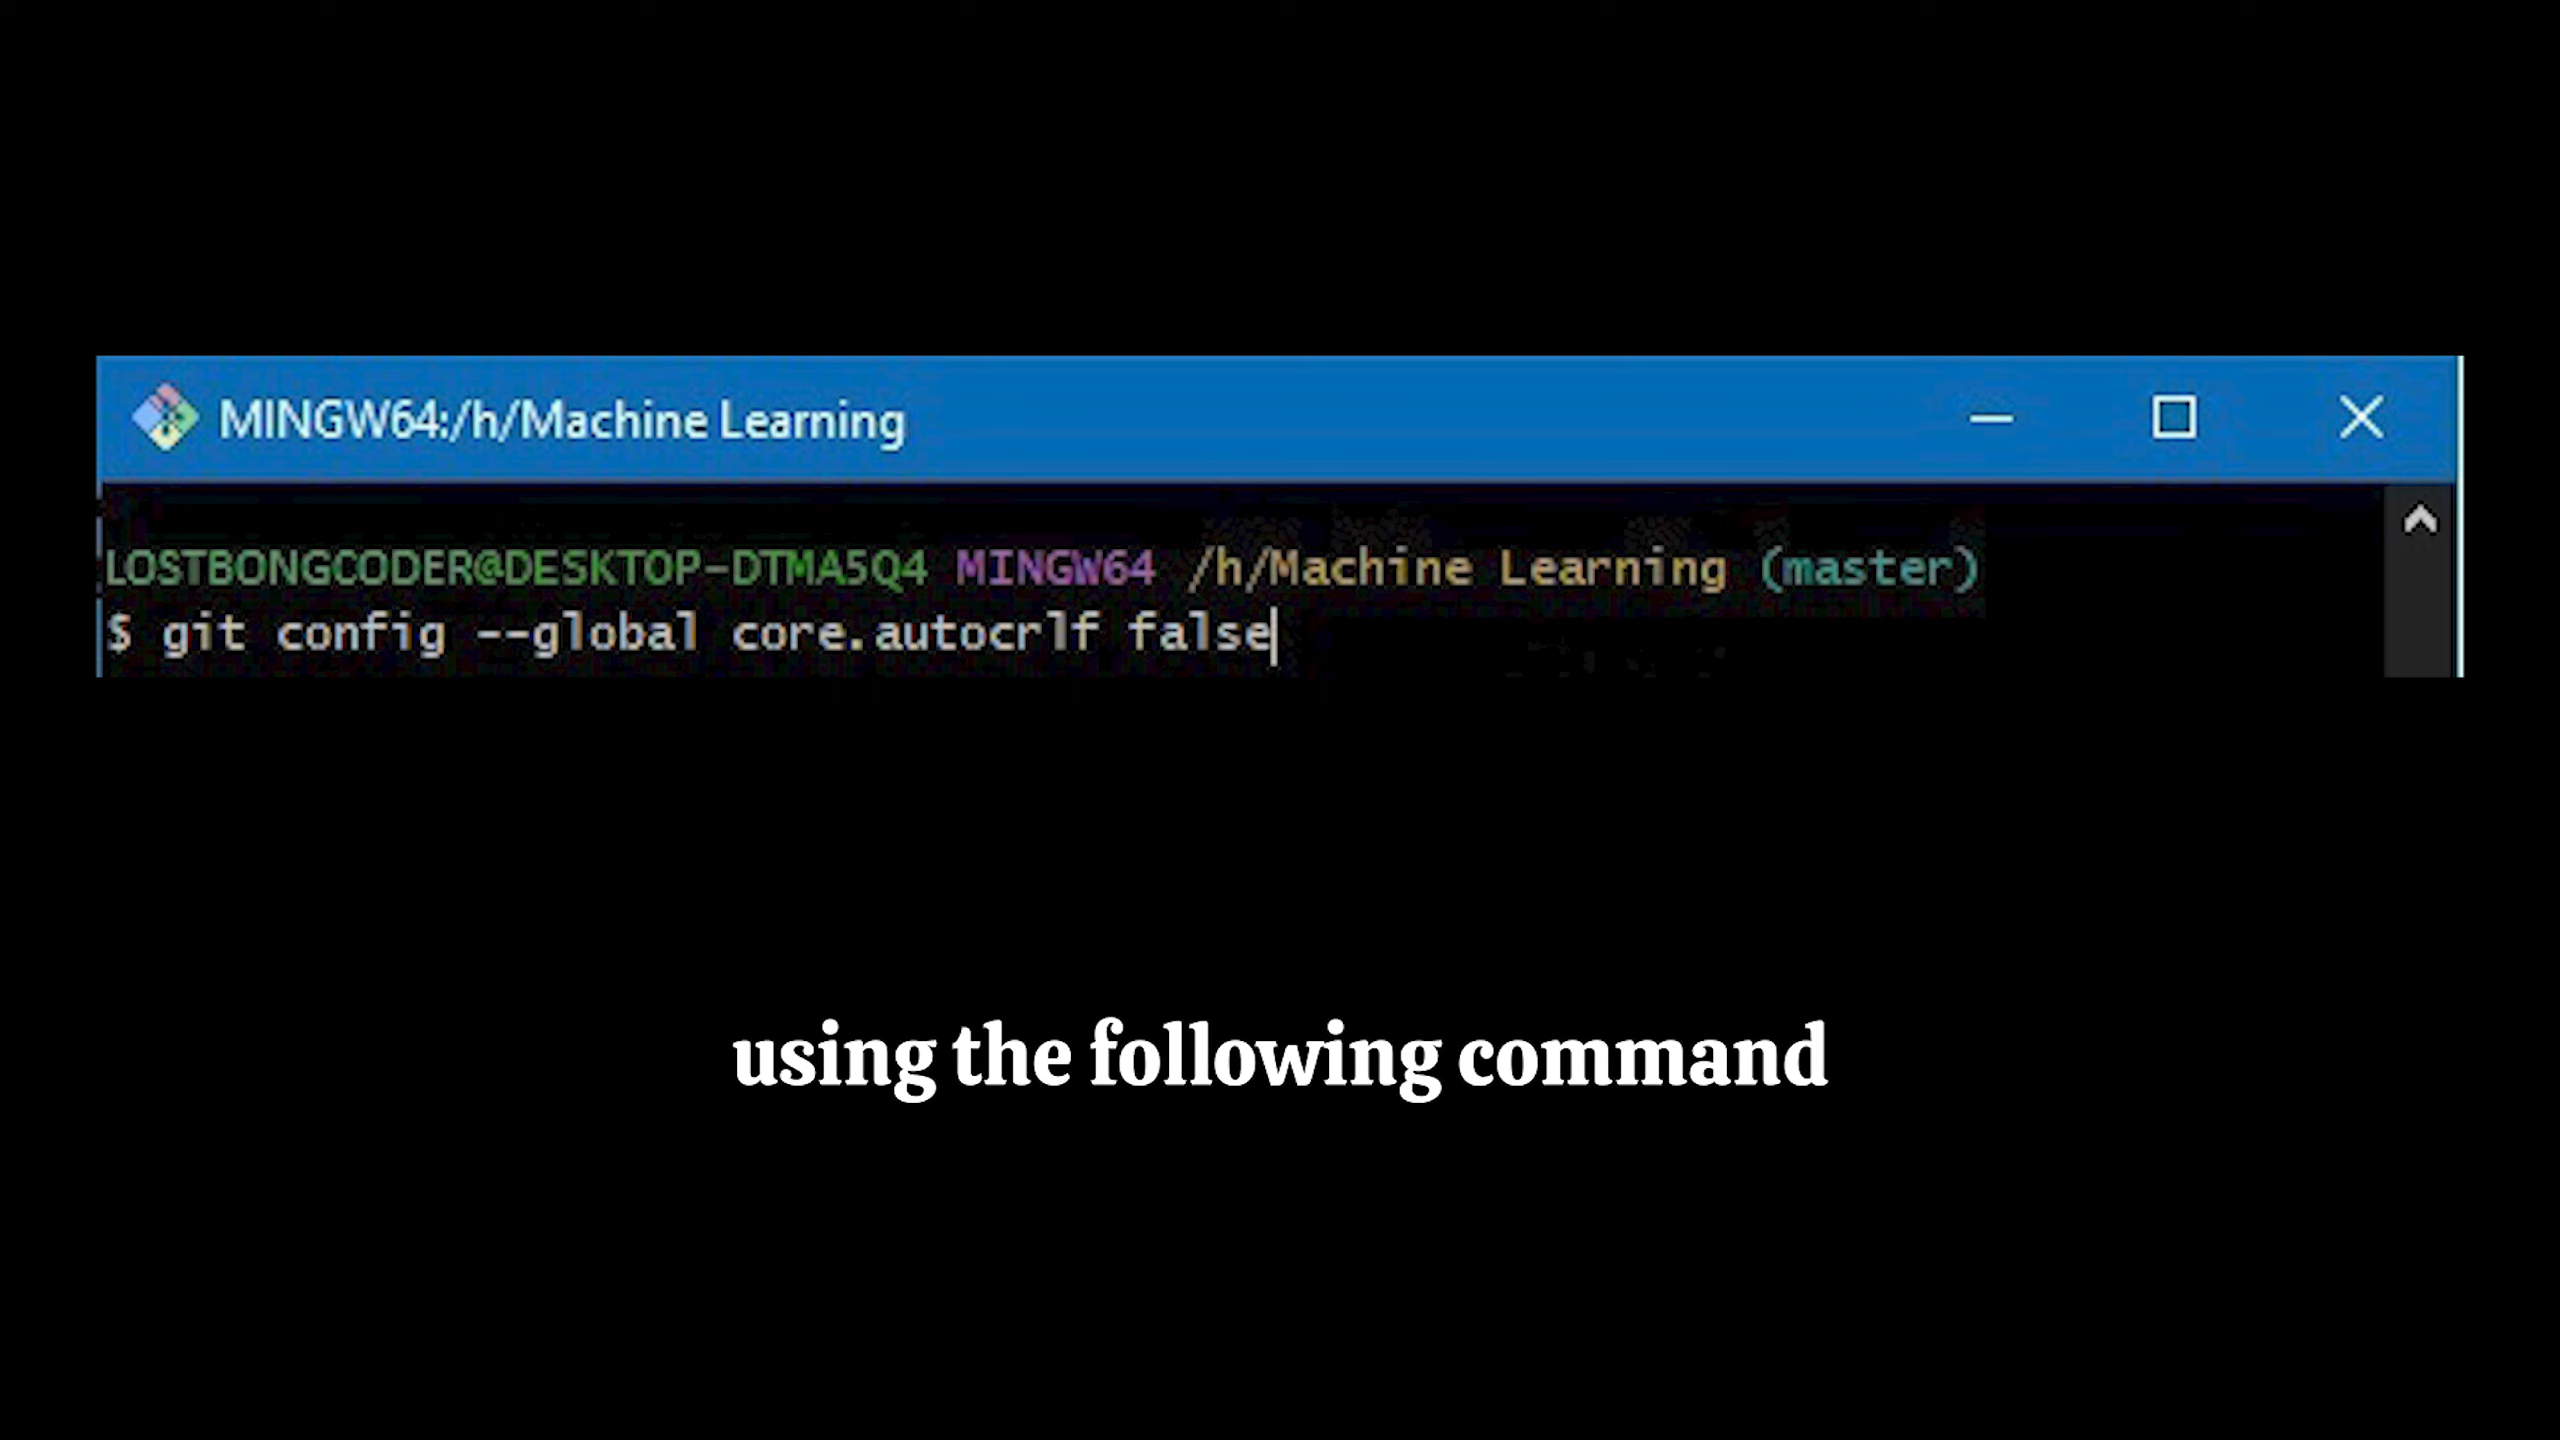 MINGW64:/h/Machine Learning
LOSTBONGCODER@DESKTOP-DTMA5Q4 MINGW64 /h/Machine Learning (master)
$ git config --global core.autocrlf false
using the following command